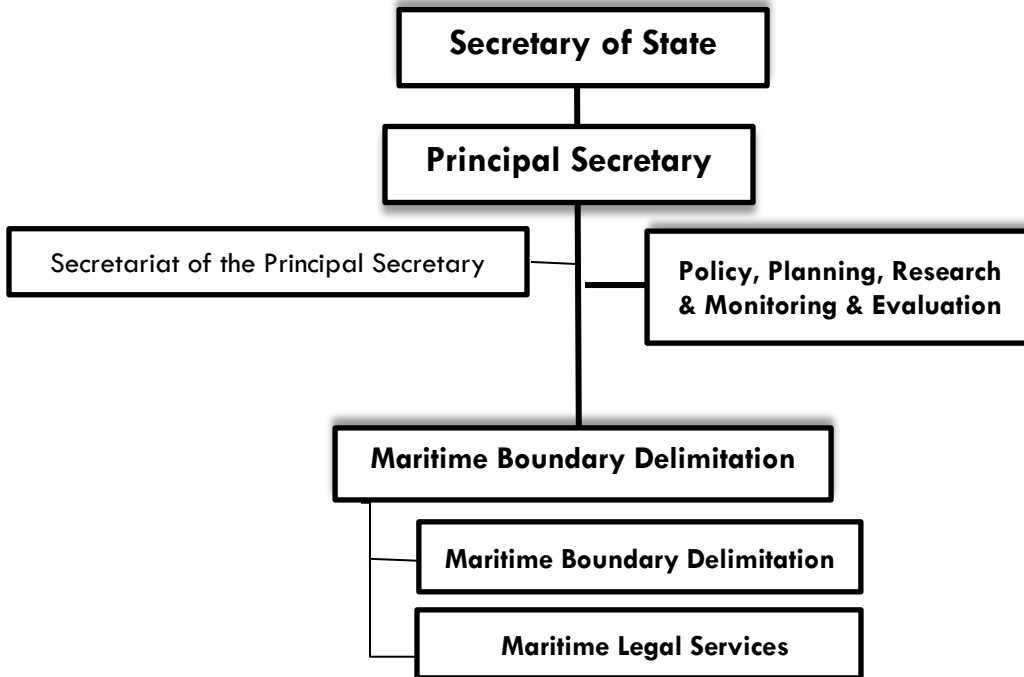 Secretary of State
Principal Secretary
Secretariat of the Principal Secretary
Policy, Planning, Research
& Monitoring & Evaluation
Maritime Boundary Delimitation
Maritime Boundary Delimitation
Maritime Legal Services